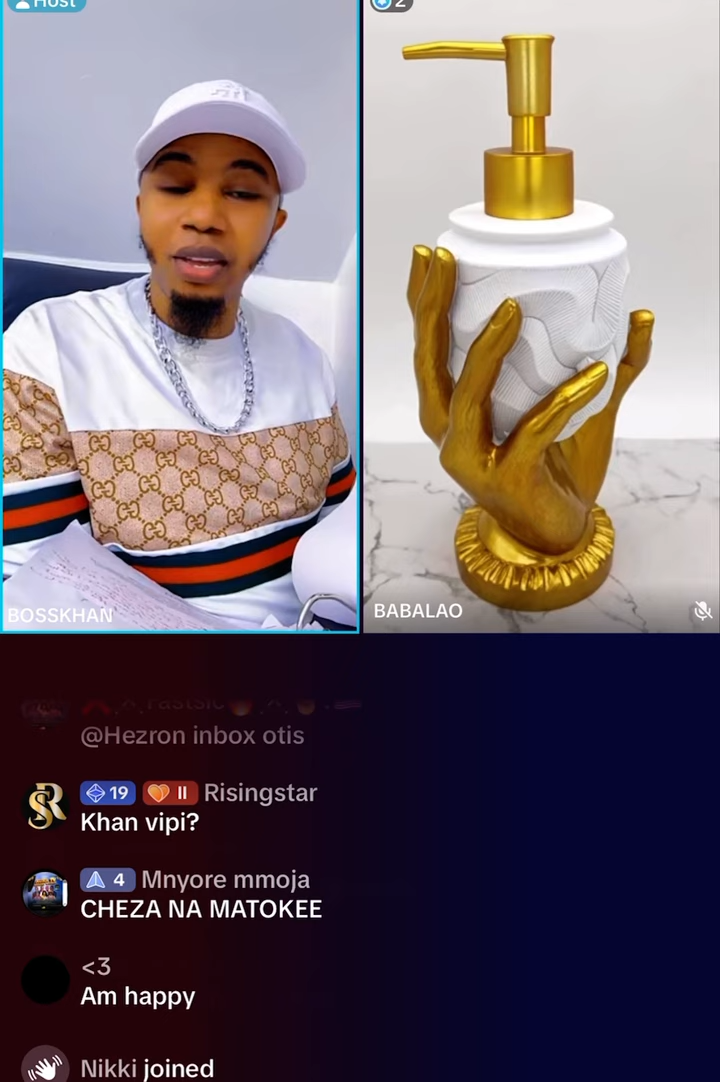 Host
2
BOSSKHAN
BABALAO
@Hezron inbox otis
19 II Risingstar
Khan vipi?
4 Mnyore mmoja
CHEZA NA MATOKEE
<3
Am happy
Nikki joined